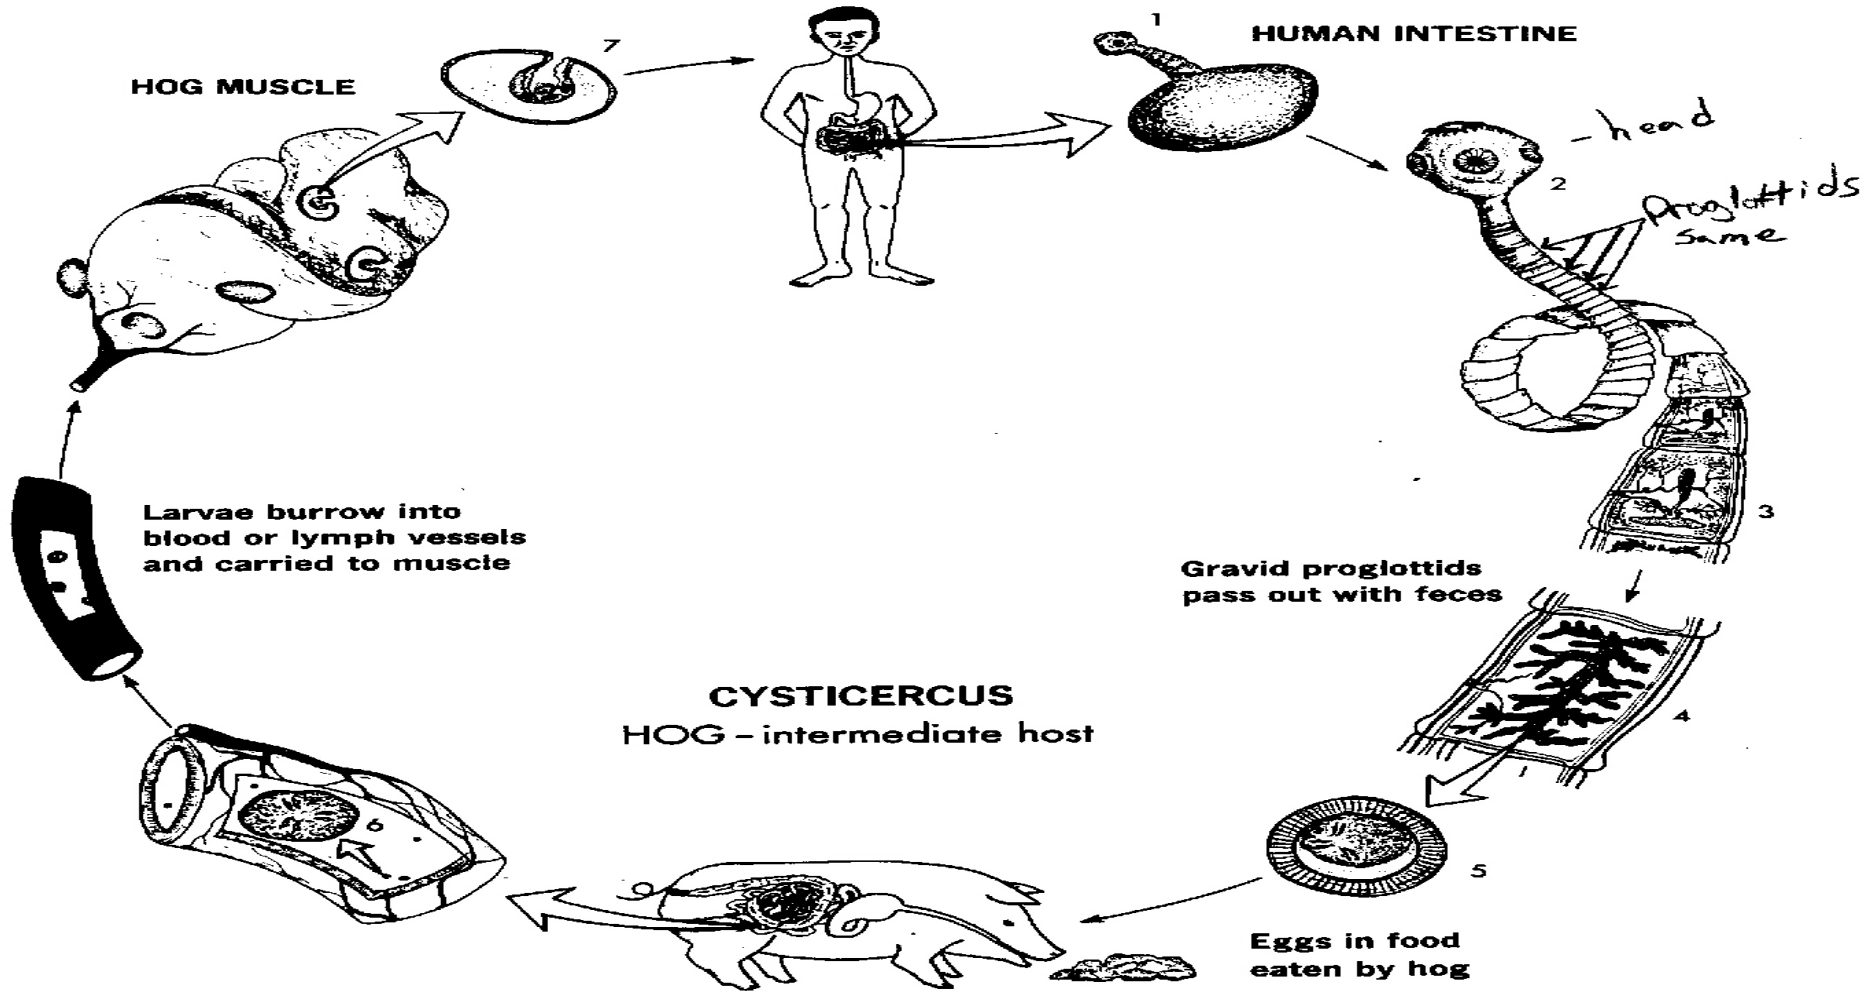 HOG MUSCLE
7
1
HUMAN INTESTINE
- head
2
Proglottids
same
3
Larvae burrow into
blood or lymph vessels
and carried to muscle
Gravid proglottids
pass out with feces
4
CYSTICERCUS
HOG - intermediate host
6
5
Eggs in food
eaten by hog